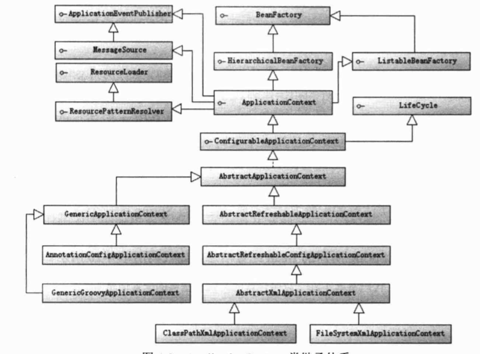 ApplicationEventPublisher
BeanFactory
MessageSource
HierarchicalBeanFactory
ListableBeanFactory
ResourceLoader
ApplicationContext
LifeCycle
ResourcePatternResolver
ConfigurableApplicationContext
AbstractApplicationContext
GenericApplicationContext
AbstractRefreshableApplicationContext
AnnotationConfigApplicationContext
AbstractRefreshableConfigApplicationContext
GenericGroovyApplicationContext
AbstractXmlApplicationContext
ClassPathXmlApplicationContext
FileSystemXmlApplicationContext